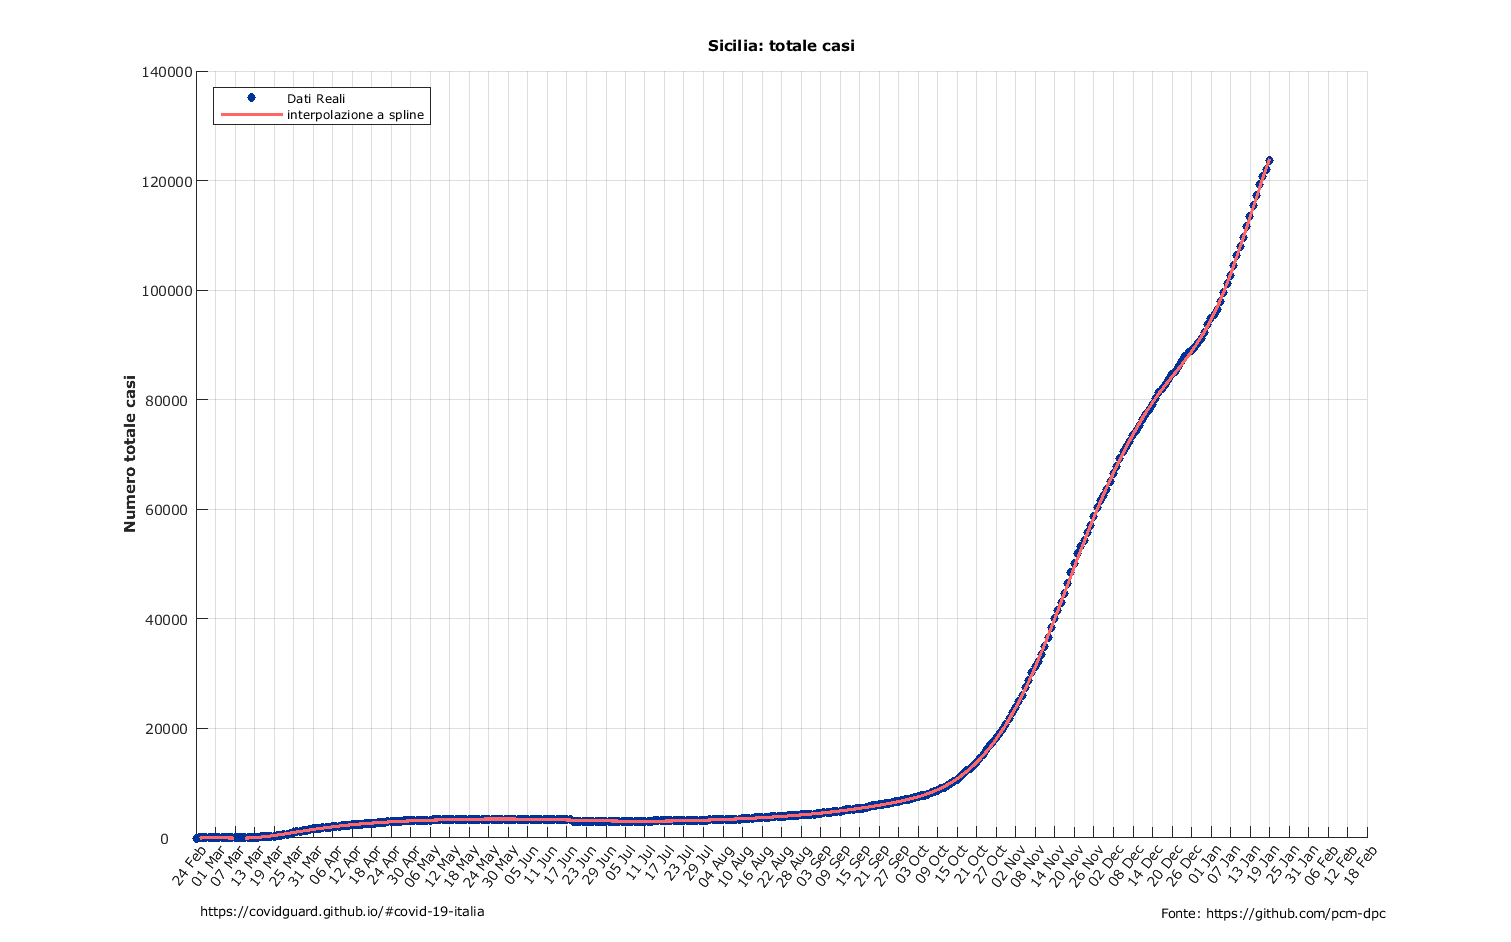 Sicilia: totale casi
Dati Reali
interpolazione a spline
Numero totale casi
140000
120000
100000
80000
60000
40000
20000
0
24 Feb
01 Mar
07 Mar
13 Mar
19 Mar
25 Mar
31 Mar
06 Apr
12 Apr
18 Apr
24 Apr
30 Apr
06 May
12 May
18 May
24 May
30 May
05 Jun
11 Jun
17 Jun
23 Jun
29 Jun
05 Jul
11 Jul
17 Jul
23 Jul
29 Jul
04 Aug
10 Aug
16 Aug
22 Aug
28 Aug
03 Sep
09 Sep
15 Sep
21 Sep
27 Sep
03 Oct
09 Oct
15 Oct
21 Oct
27 Oct
02 Nov
08 Nov
14 Nov
20 Nov
26 Nov
02 Dec
08 Dec
14 Dec
20 Dec
26 Dec
01 Jan
07 Jan
13 Jan
19 Jan
25 Jan
31 Jan
06 Feb
12 Feb
18 Feb
https://covidguard.github.io/#covid-19-italia
Fonte: https://github.com/pcm-dpc